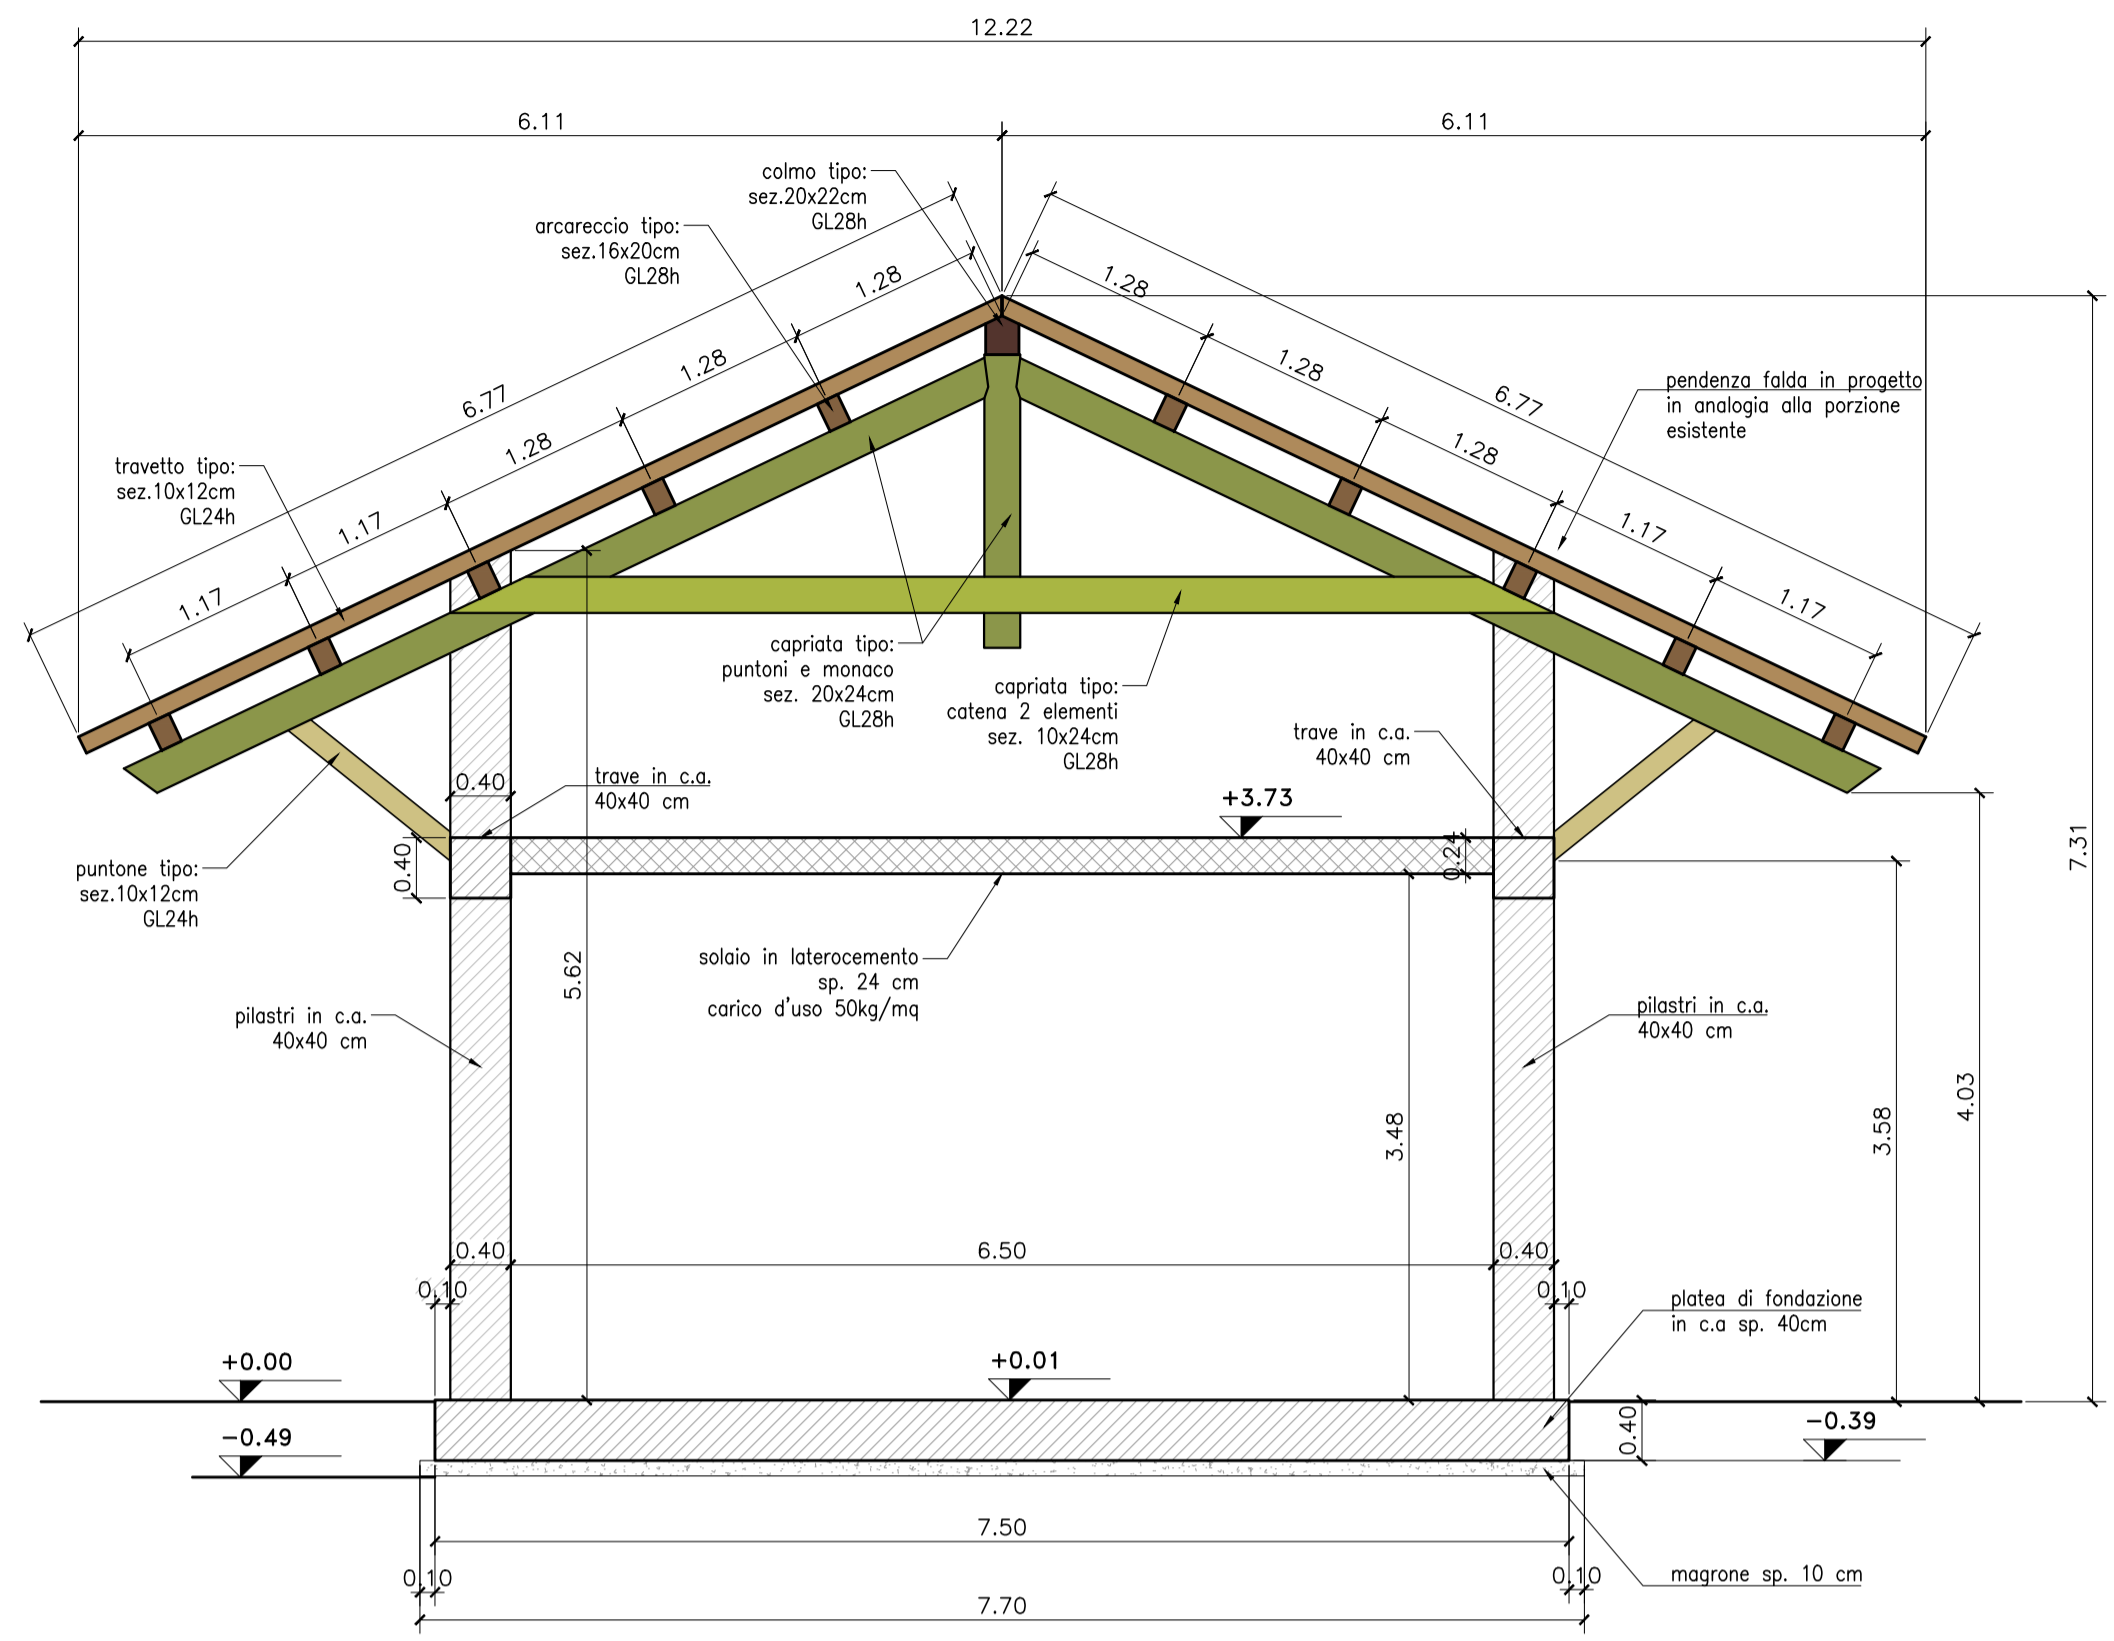 12.22
6.11
6.11
colmo tipo:
sez.20x22cm
GL28h
arcareccio tipo:
sez.16x20cm
GL28h
1.28
1.28
1.28
1.28
6.77
6.77
pendenza falda in progetto
in analogia alla porzione
esistente
1.28
1.28
travetto tipo:
sez.10x12cm
GL24h
1.17
1.17
1.17
1.17
capriata tipo:
puntoni e monaco
sez. 20x24cm
GL28h
capriata tipo:
catena 2 elementi
sez. 10x24cm
GL28h
trave in c.a.
40x40 cm
0.40
trave in c.a.
40x40 cm
+3.73
0.40
0.24
7.31
puntone tipo:
sez.10x12cm
GL24h
solaio in laterocemento
sp. 24 cm
carico d'uso 50kg/mq
5.62
pilastri in c.a.
40x40 cm
pilastri in c.a.
40x40 cm
3.48
3.58
4.03
0.40
6.50
0.40
0.10
0.10
platea di fondazione
in c.a sp. 40cm
+0.00
+0.01
-0.49
0.40
-0.39
7.50
0.10
0.10
magrone sp. 10 cm
7.70